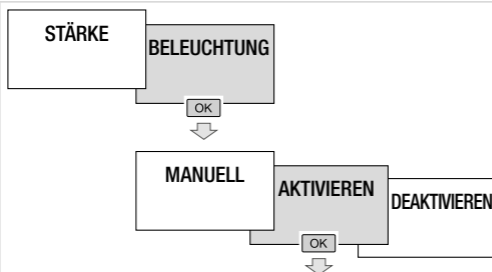 STÄRKE
BELEUCHTUNG
OK
MANUELL
AKTIVIEREN
DEAKTIVIEREN
OK